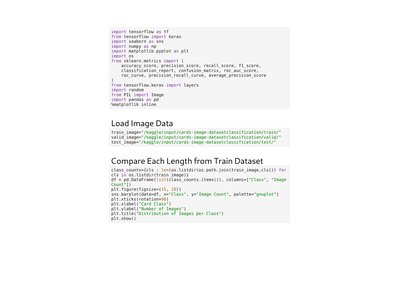 import tensorflow as tf
from tensorflow import keras
import seaborn as sns
import numpy as np
import matplotlib.pyplot as plt
import os
from sklearn.metrics import (
accuracy_score, precision_score, recall_score, f1_score,
classification_report, confusion_matrix, roc_auc_score,
roc_curve, precision_recall_curve, average_precision_score
)
from tensorflow.keras import layers
import random
from PIL import Image
import pandas as pd
%matplotlib inline
Load Image Data
train_image="/kaggle/input/cards-image-datasetclassification/train/"
valid_image="/kaggle/input/cards-image-datasetclassification/valid/"
test_image="/kaggle/input/cards-image-datasetclassification/test/"
Compare Each Length from Train Dataset
class_counts={cls : len(os.listdir(os.path.join(train_image,cls))) for
cls in os.listdir(train_image)}
df = pd.DataFrame(list(class_counts.items()), columns=["Class", "Image
Count"])
plt.figure(figsize=(15, 10))
sns.barplot(data=df, x="Class", y="Image Count", palette="gnuplot")
plt.xticks(rotation=90)
plt.xlabel("Card Class")
plt.ylabel("Number of Images")
plt.title("Distribution of Images per Class")
plt.show()